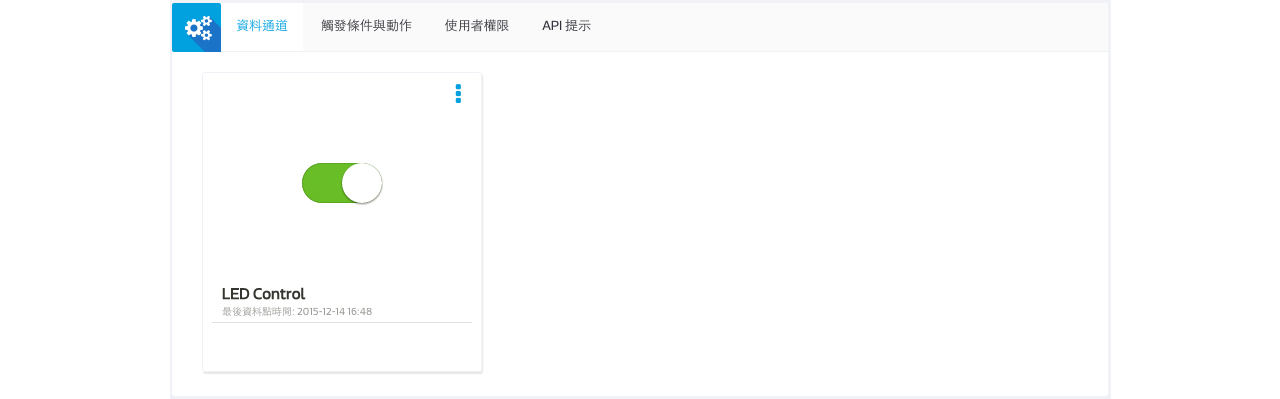 資料通道 觸發條件與動作 使用者權限 API 提示
LED Control
最後資料點時間: 2015-12-14 16:48